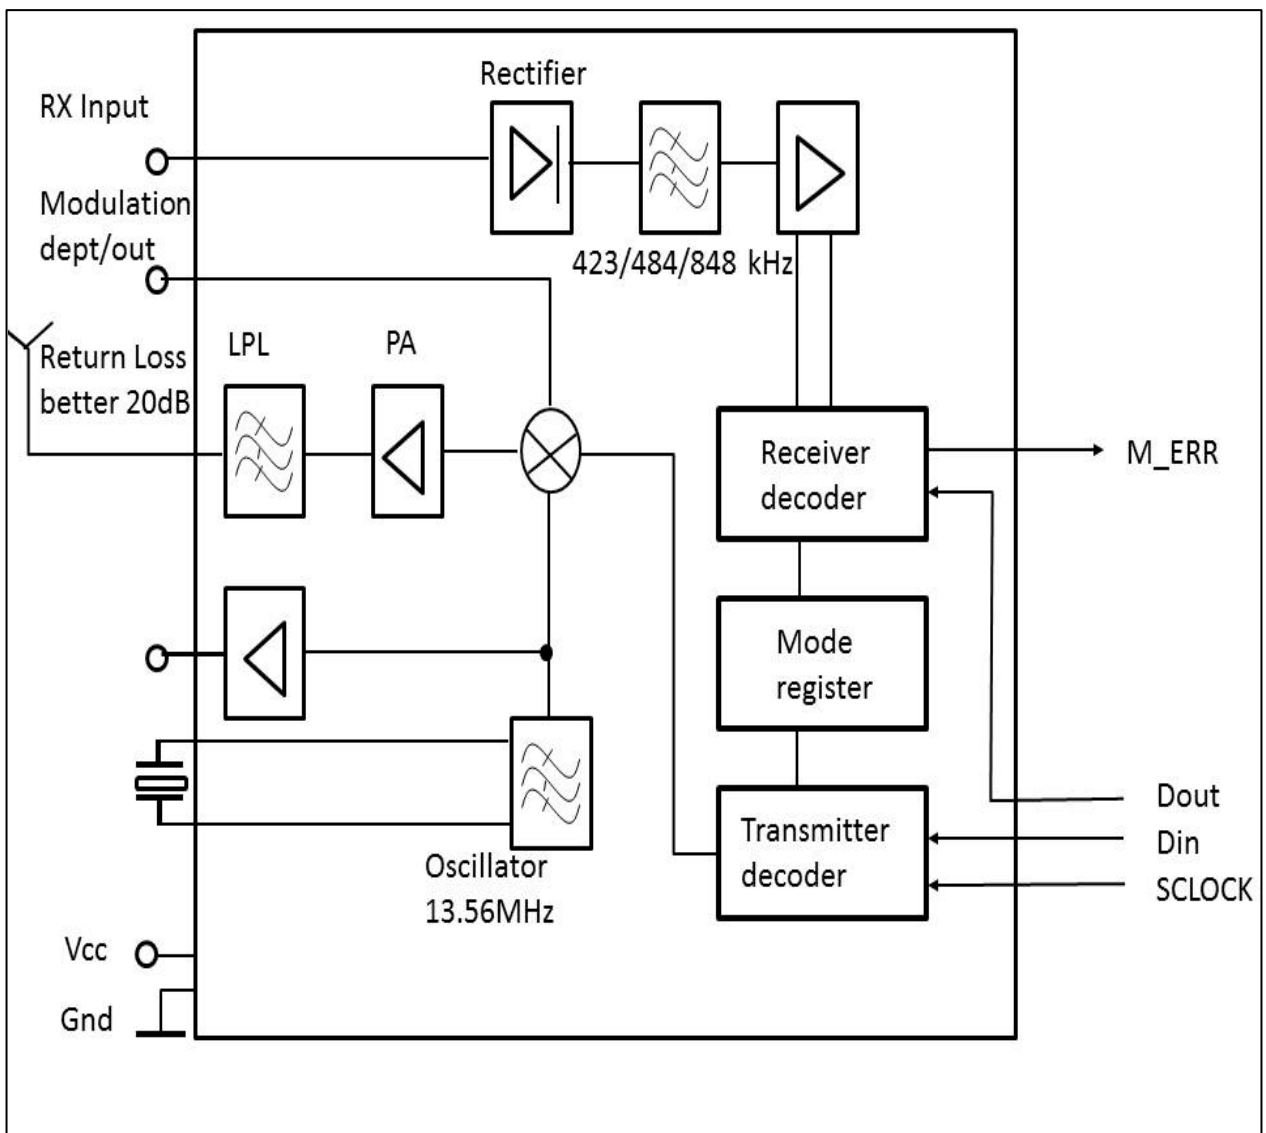 Rectifier
RX Input
Modulation
dept/out
423/484/848 kHz
LPL
PA
Return Loss
better 20dB
Receiver
decoder
M_ERR
Mode
register
Transmitter
decoder
Dout
Din
SCLOCK
Oscillator
13.56MHz
Vcc
Gnd